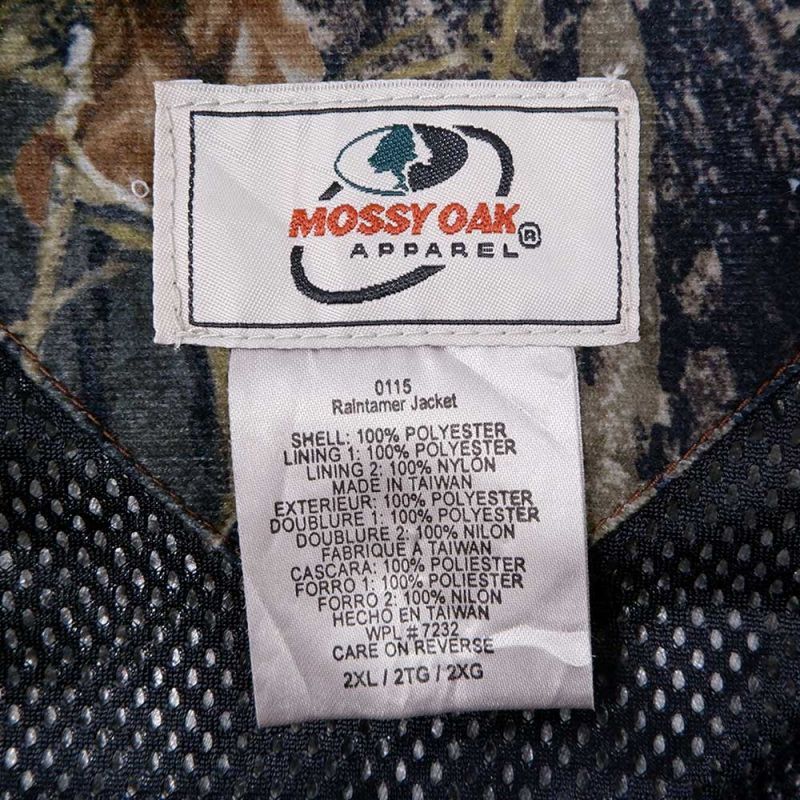 MOSSY OAK
APPAREL®
0115
Raintamer Jacket
SHELL: 100% POLYESTER
LINING 1: 100% POLYESTER
LINING 2: 100% NYLON
MADE IN TAIWAN
EXTERIEUR: 100% POLYESTER
DOUBLURE 1: 100% POLYESTER
DOUBLURE 2: 100% NILON
FABRIQUÉ A TAIWAN
CASCARA: 100% POLIESTER
FORRO 1: 100% POLIESTER
FORRO 2: 100% NILON
HECHO EN TAIWAN
WPL # 7232
CARE ON REVERSE
2XL / 2TG / 2XG